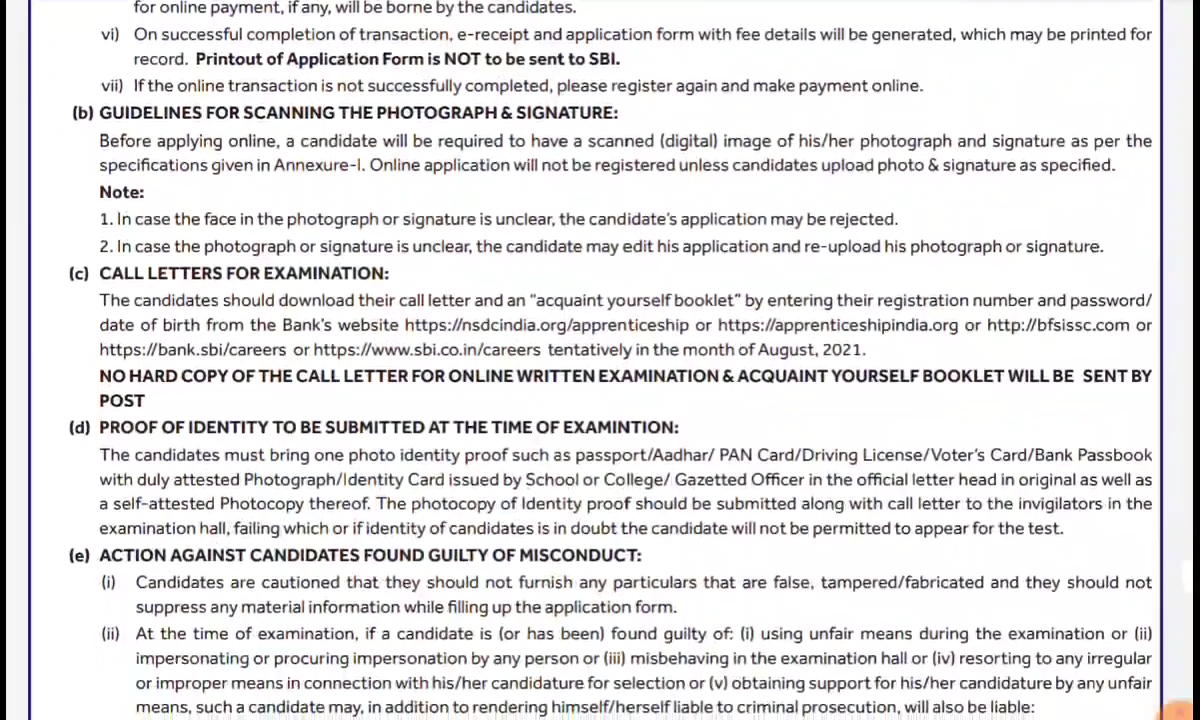 for online payment, if any, will be borne by the candidates.
vi) On successful completion of transaction, e-receipt and application form with fee details will be generated, which may be printed for
record. Printout of Application Form is NOT to be sent to SBI.
vii) If the online transaction is not successfully completed, please register again and make payment online.
(b) GUIDELINES FOR SCANNING THE PHOTOGRAPH & SIGNATURE:
Before applying online, a candidate will be required to have a scanned (digital) image of his/her photograph and signature as per the
specifications given in Annexure-I. Online application will not be registered unless candidates upload photo & signature as specified.
Note:
1. In case the face in the photograph or signature is unclear, the candidate's application may be rejected.
2. In case the photograph or signature is unclear, the candidate may edit his application and re-upload his photograph or signature.
(c) CALL LETTERS FOR EXAMINATION:
The candidates should download their call letter and an "acquaint yourself booklet" by entering their registration number and password/
date of birth from the Bank's website https://nsdcindia.org/apprenticeship or https://apprenticeshipindia.org or http://bfsissc.com or
https://bank.sbi/careers or https://www.sbi.co.in/careers tentatively in the month of August, 2021.
NO HARD COPY OF THE CALL LETTER FOR ONLINE WRITTEN EXAMINATION & ACQUAINT YOURSELF BOOKLET WILL BE SENT BY
POST
(d) PROOF OF IDENTITY TO BE SUBMITTED AT THE TIME OF EXAMINTION:
The candidates must bring one photo identity proof such as passport/Aadhar/ PAN Card/Driving License/Voter's Card/Bank Passbook
with duly attested Photograph/Identity Card issued by School or College/ Gazetted Officer in the official letter head in original as well as
a self-attested Photocopy thereof. The photocopy of Identity proof should be submitted along with call letter to the invigilators in the
examination hall, failing which or if identity of candidates is in doubt the candidate will not be permitted to appear for the test.
(e) ACTION AGAINST CANDIDATES FOUND GUILTY OF MISCONDUCT:
(i) Candidates are cautioned that they should not furnish any particulars that are false, tampered/fabricated and they should not
suppress any material information while filling up the application form.
(ii) At the time of examination, if a candidate is (or has been) found guilty of: (i) using unfair means during the examination or (ii)
impersonating or procuring impersonation by any person or (iii) misbehaving in the examination hall or (iv) resorting to any irregular
or improper means in connection with his/her candidature for selection or (v) obtaining support for his/her candidature by any unfair
means, such a candidate may, in addition to rendering himself/herself liable to criminal prosecution, will also be liable: